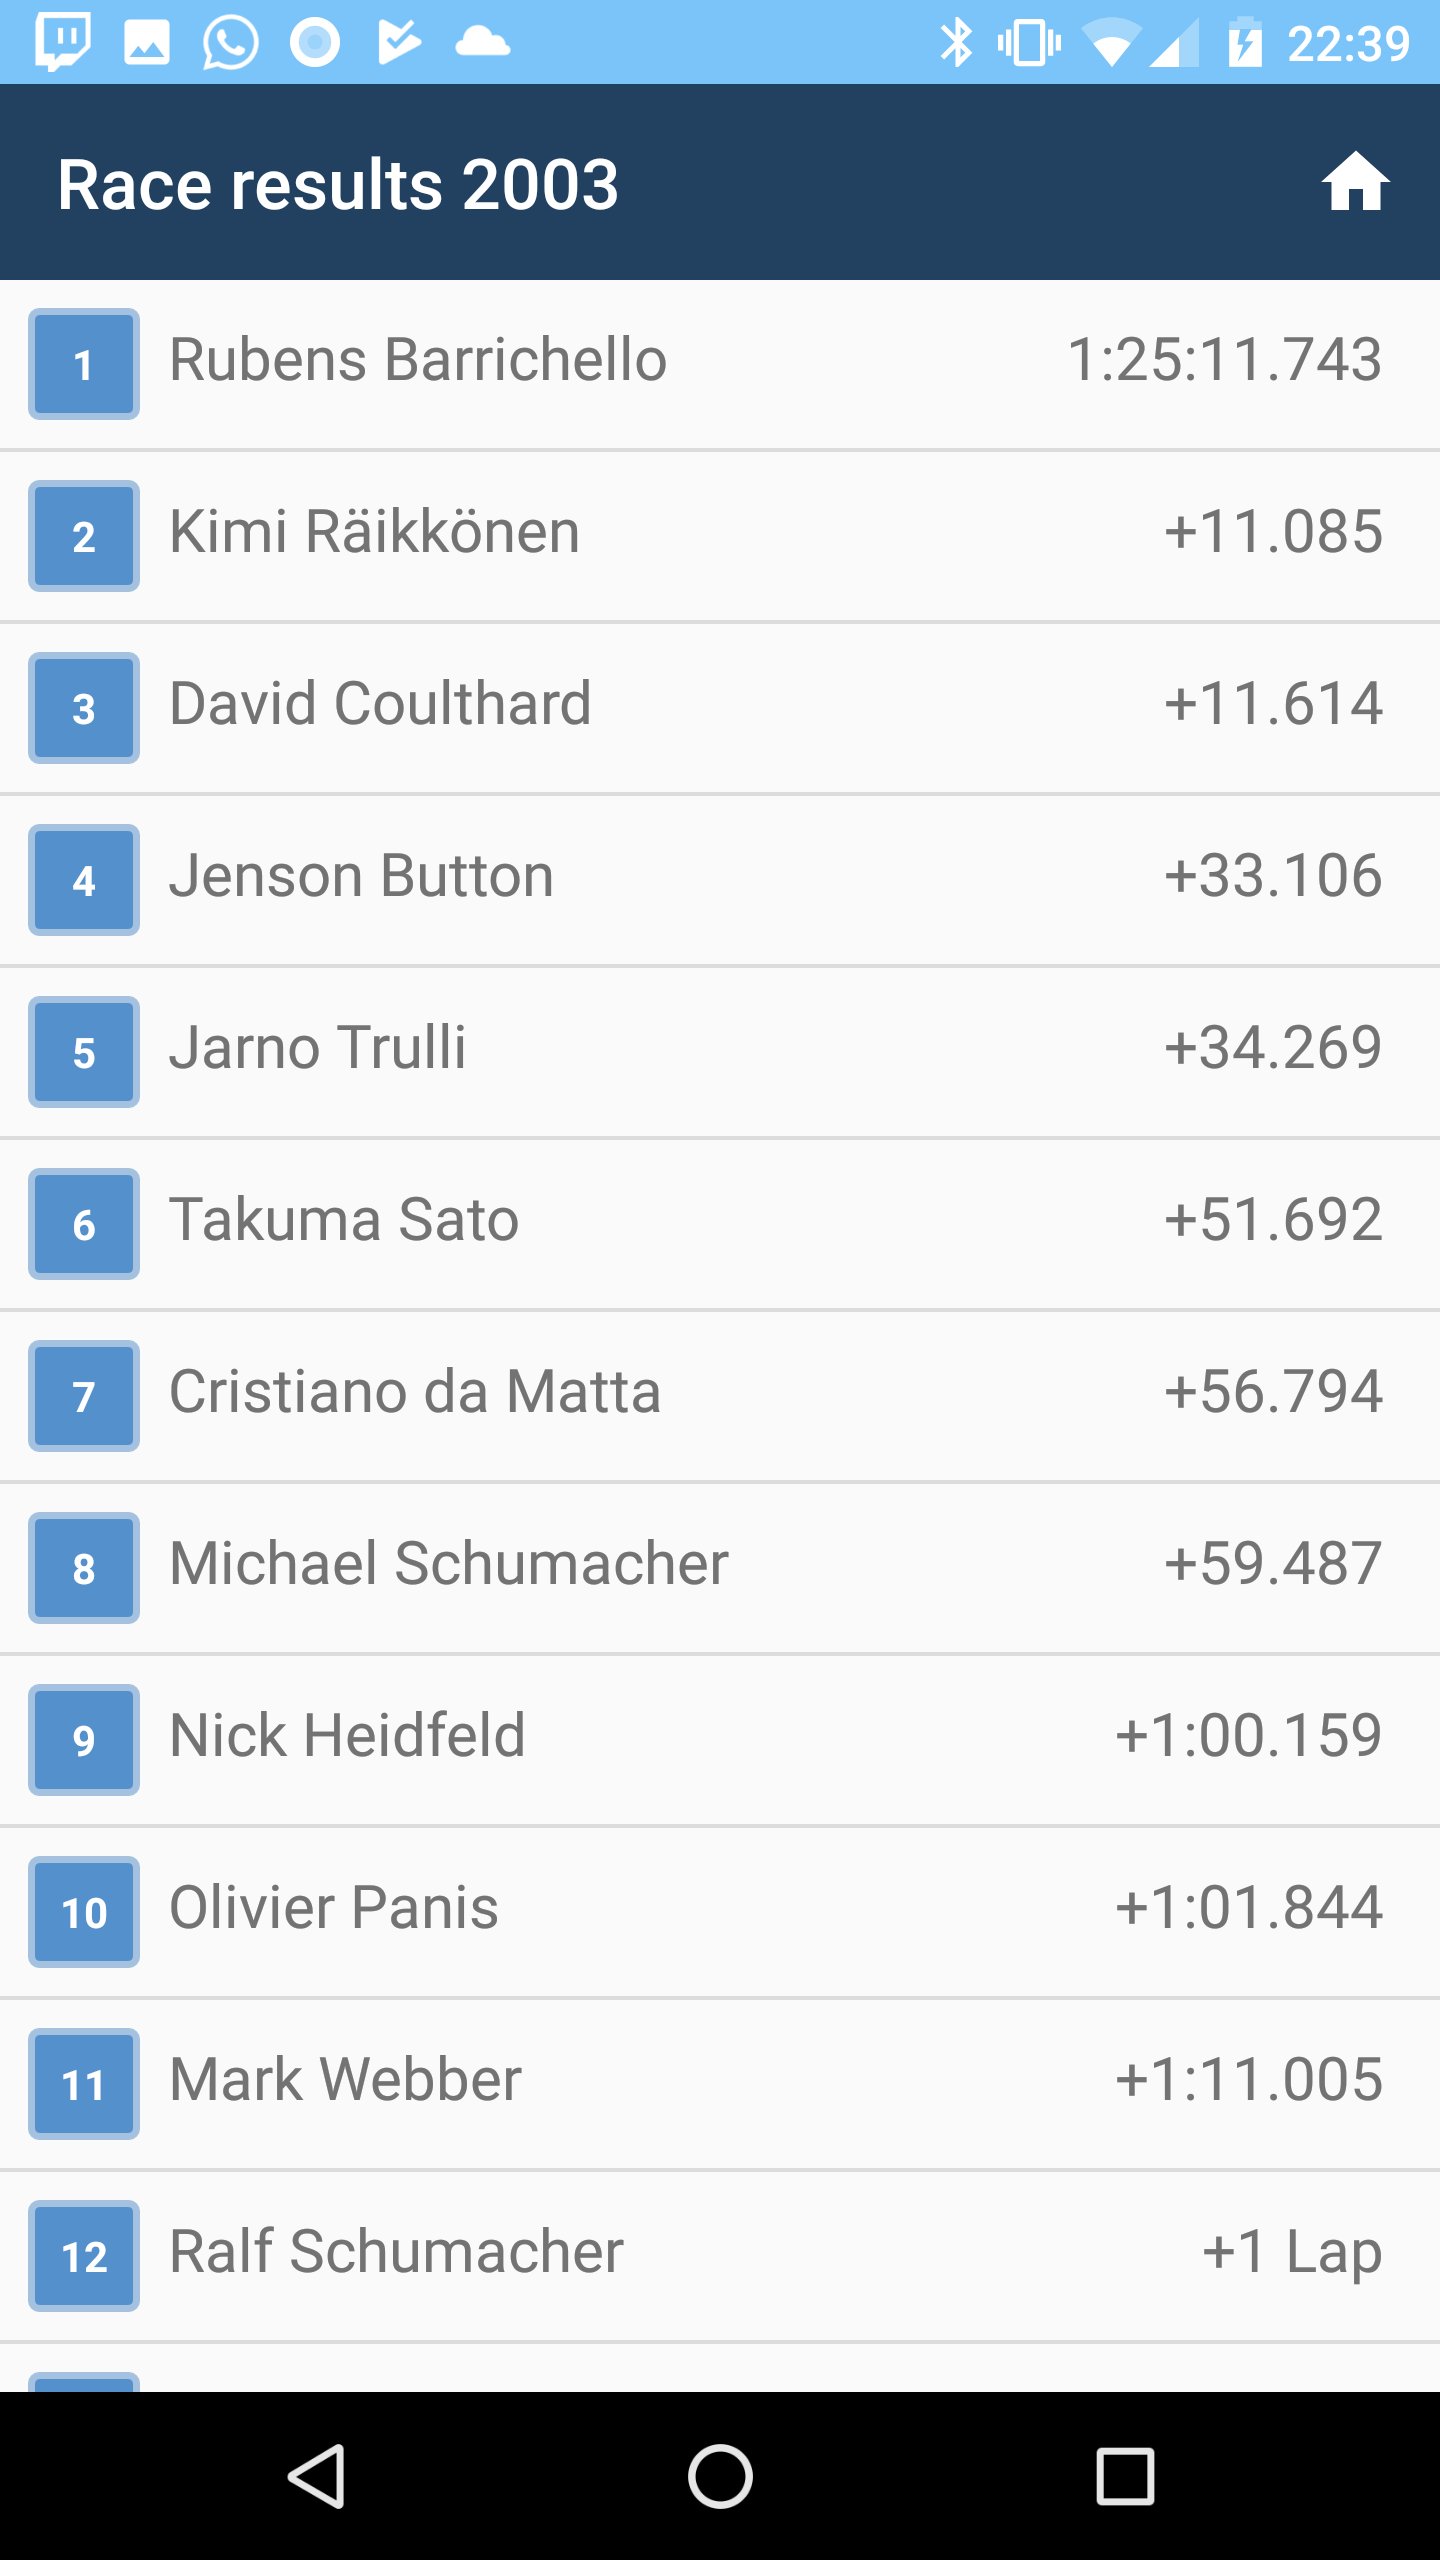 22:39
Race results 2003
1 Rubens Barrichello 1:25:11.743
2 Kimi Räikkönen +11.085
3 David Coulthard +11.614
4 Jenson Button +33.106
5 Jarno Trulli +34.269
6 Takuma Sato +51.692
7 Cristiano da Matta +56.794
8 Michael Schumacher +59.487
9 Nick Heidfeld +1:00.159
10 Olivier Panis +1:01.844
11 Mark Webber +1:11.005
12 Ralf Schumacher +1 Lap